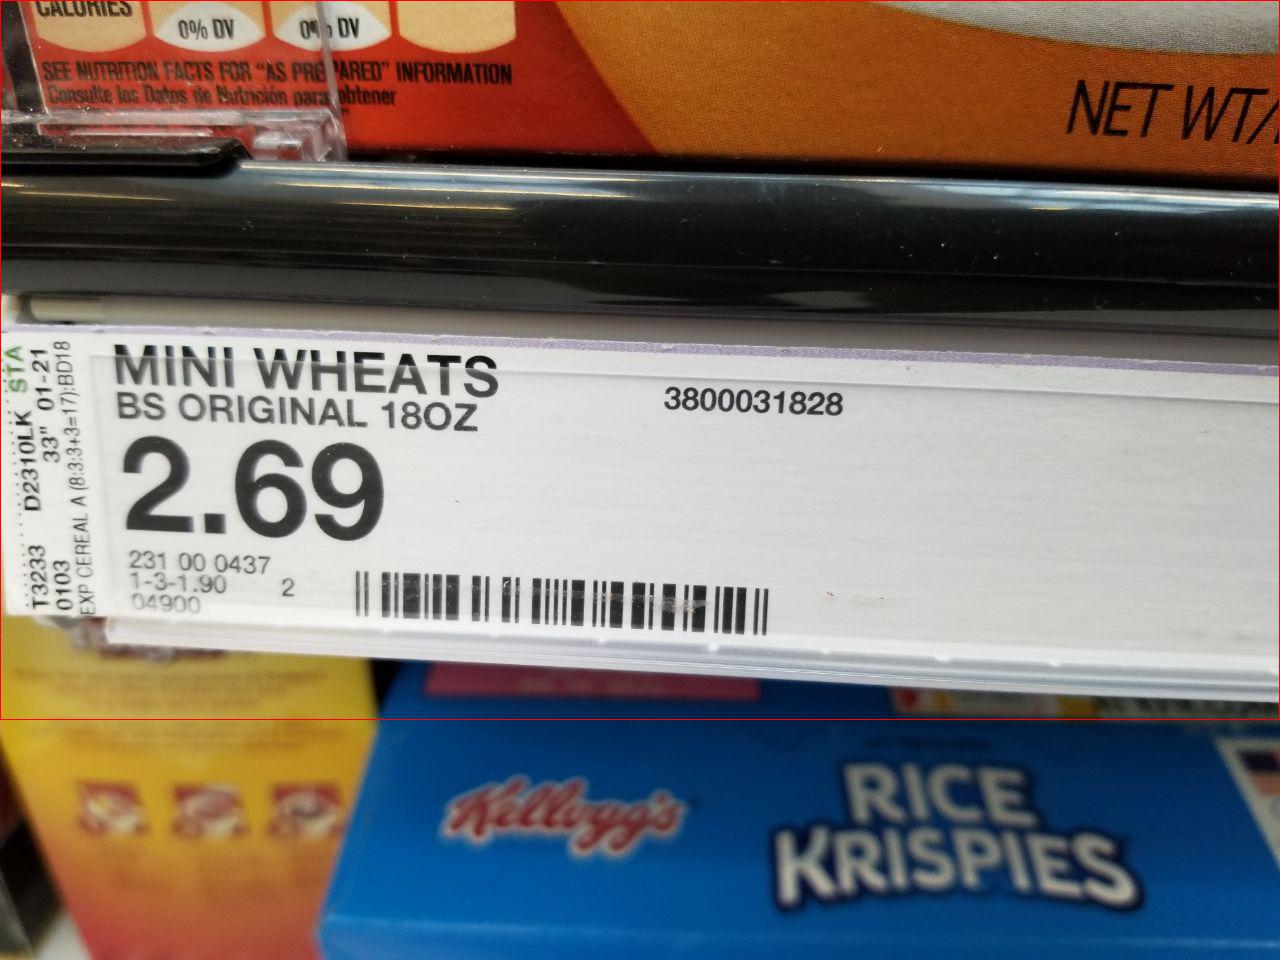 CALORIES
0% DV
0% DV
SEE NUTRITION FACTS FOR "AS PREPARED" INFORMATION
Consulte los Datos de Nutrición para obtener
NET WT/
MINI WHEATS
BS ORIGINAL 18OZ
3800031828
2.69
231 00 0437
1-3-1.90 2
04900
T3233 D2310LK STA
0103 33" 01-21
EXP CEREAL A (8:3:3+3=17):BD18
Kellogg's
RICE
KRISPIES